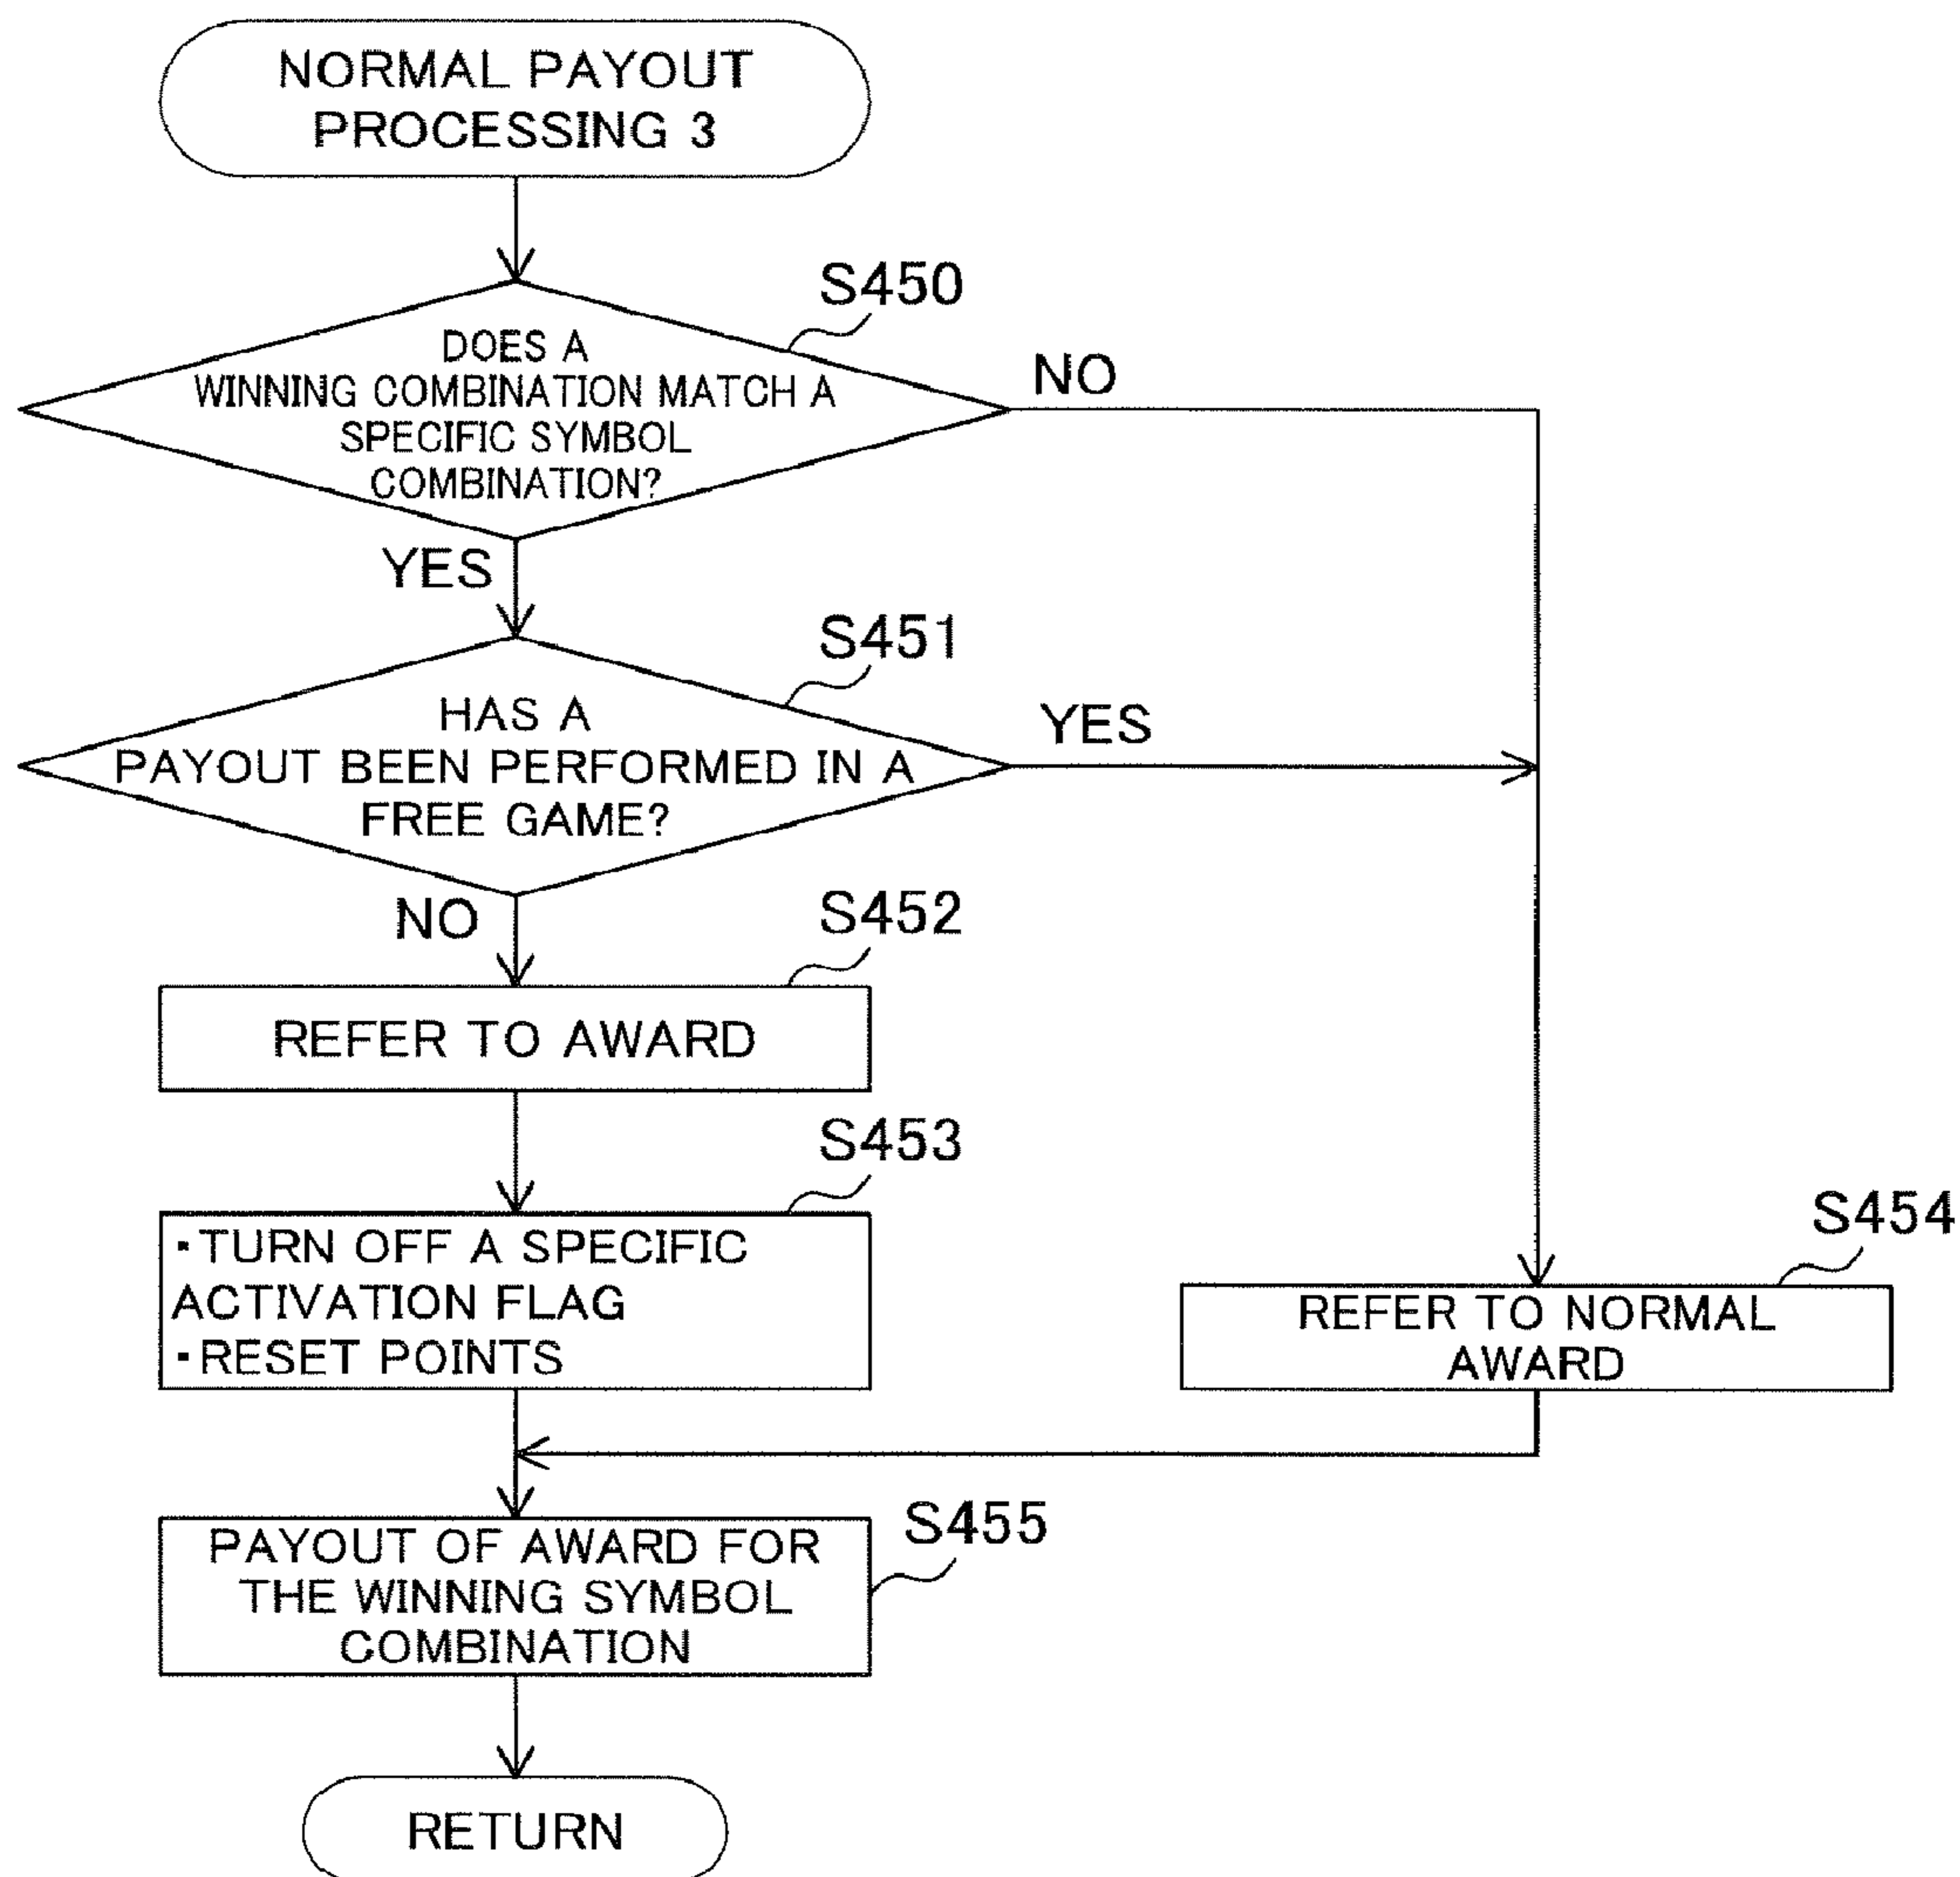 NORMAL PAYOUT
PROCESSING 3
S450
DOES A
WINNING COMBINATION MATCH A
SPECIFIC SYMBOL
COMBINATION?
NO
YES
S451
HAS A
PAYOUT BEEN PERFORMED IN A
FREE GAME?
YES
NO
S452
REFER TO AWARD
S453
▪TURN OFF A SPECIFIC
ACTIVATION FLAG
▪RESET POINTS
S454
REFER TO NORMAL
AWARD
S455
PAYOUT OF AWARD FOR
THE WINNING SYMBOL
COMBINATION
RETURN